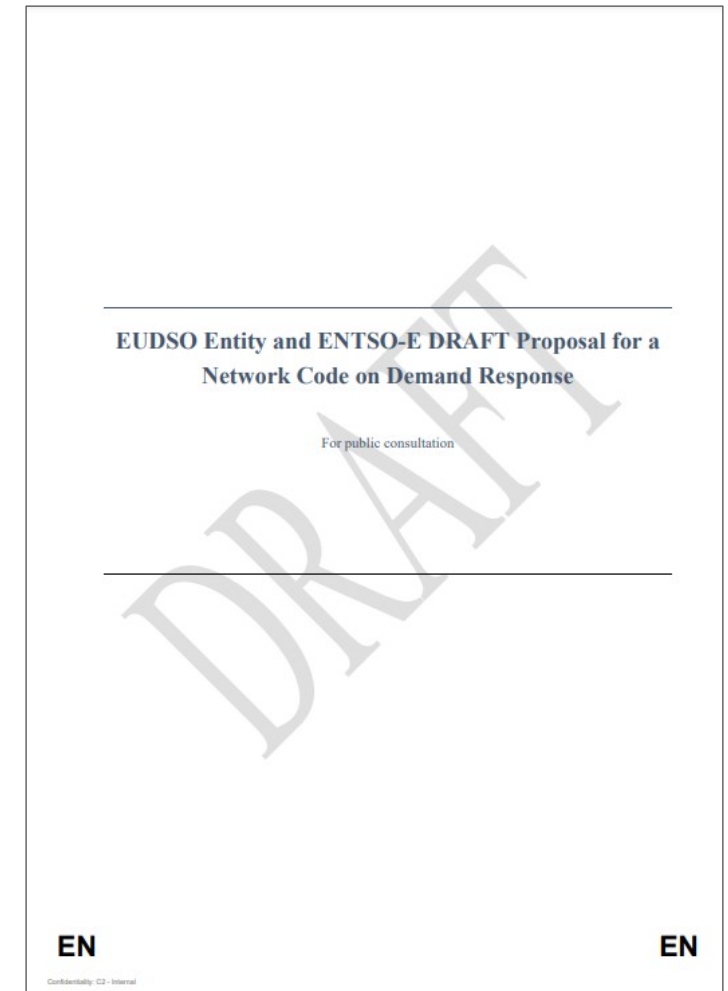 EUDSO Entity and ENTSO-E DRAFT Proposal for a
Network Code on Demand Response
For public consultation
DRAFT
EN
EN
Confidentiality: C2 - Internal